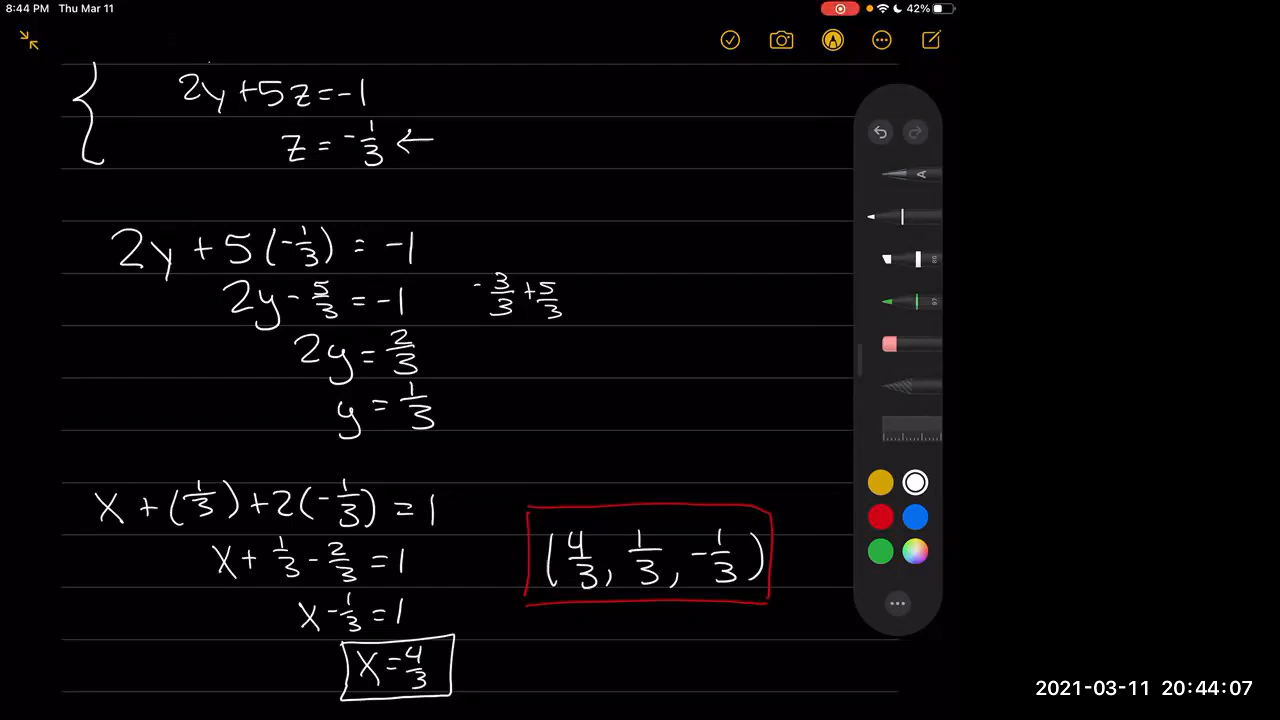 8:44 PM Thu Mar 11
42%
2y + 5z = -1
z = -1/3 ←
2y + 5(-1/3) = -1
2y - 5/3 = -1
-3/3 + 5/3
2y = 2/3
y = 1/3
x + (1/3) + 2(-1/3) = 1
x + 1/3 - 2/3 = 1
x - 1/3 = 1
x = 4/3
(4/3, 1/3, -1/3)
A
80
97
2021-03-11 20:44:07